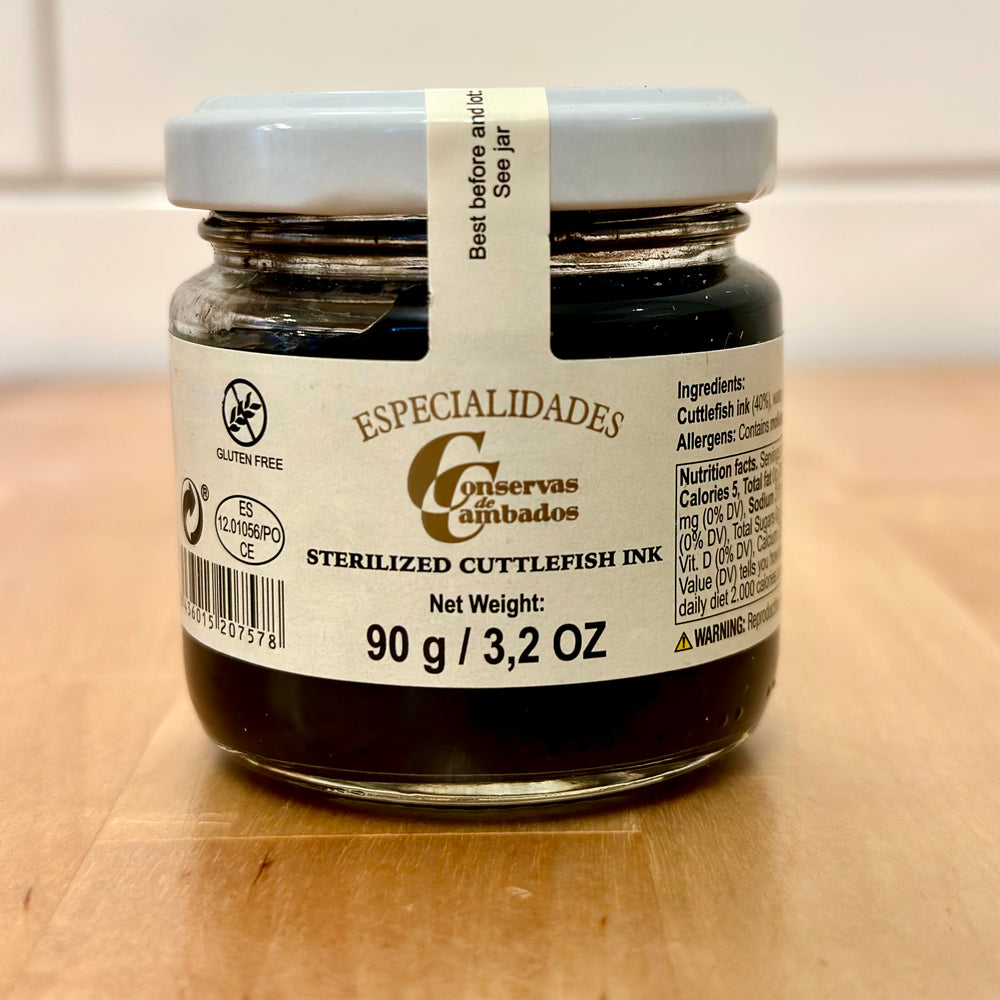 Best before and lot:
See jar
GLUTEN FREE
®
ES
12.01056/PO
CE
56015 207578
ESPECIALIDADES
Conservas
de
Cambados
STERILIZED CUTTLEFISH INK
Net Weight:
90 g / 3,2 OZ
Ingredients:
Cuttlefish ink (40%),
Allergens: Contains
Nutrition facts.
Calories 5, Total fat
mg (0% DV), Sodium
(0% DV), Total Sugars
Vit. D (0% DV), Calcium
Value (DV) tells you how
daily diet 2.000 calories
WARNING: